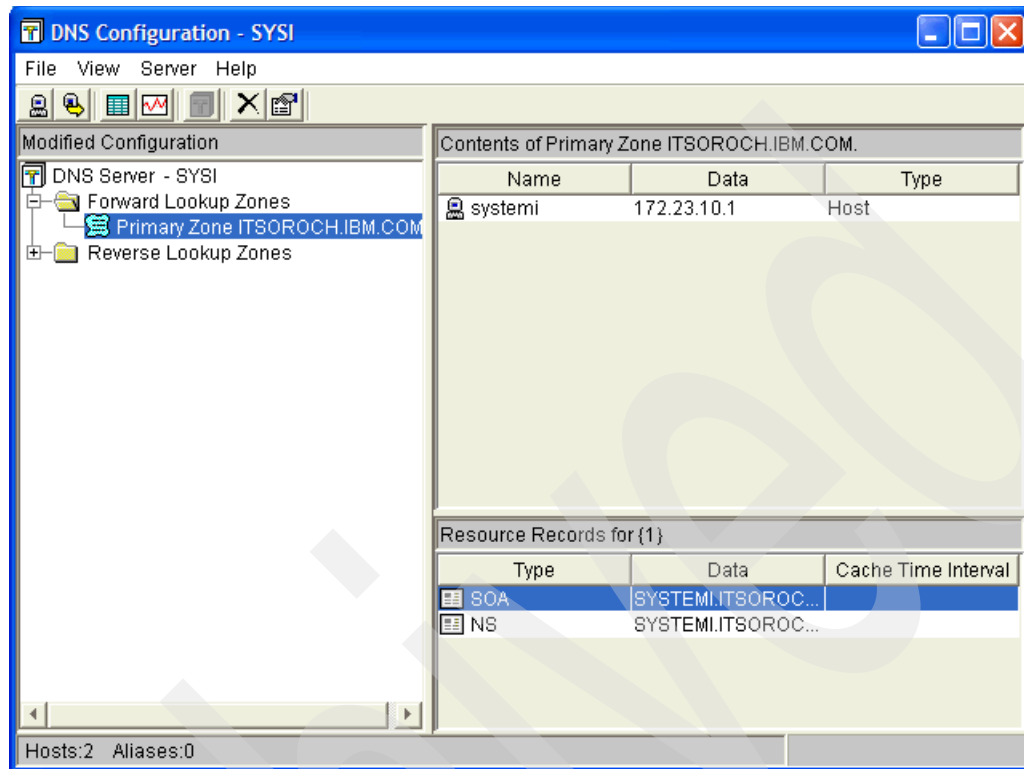 DNS Configuration - SYSI
File View Server Help
Modified Configuration
DNS Server - SYSI
Forward Lookup Zones
Primary Zone ITSOROCH.IBM.COM
Reverse Lookup Zones
Contents of Primary Zone ITSOROCH.IBM.COM.
Name Data Type
systemi 172.23.10.1 Host
Resource Records for {1}
Type Data Cache Time Interval
SOA SYSTEMI.ITSOROC...
NS SYSTEMI.ITSOROC...
Hosts:2 Aliases:0